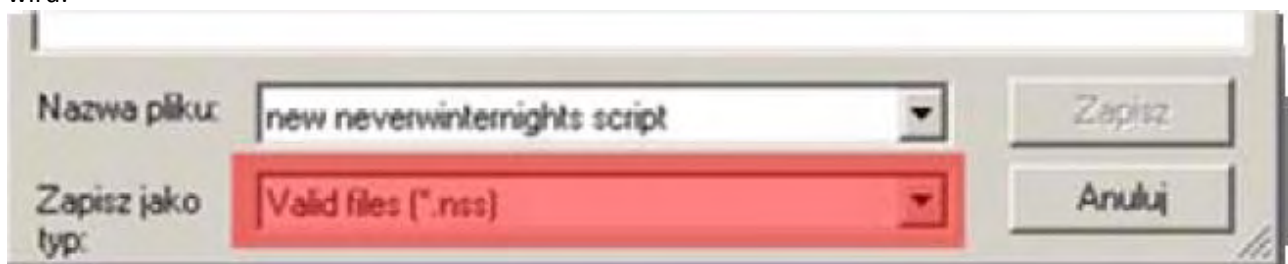 Nazwa pliku:
new neverwinternights script
Zapisz
Zapisz jako
typ:
Valid files (*.nss)
Anuluj